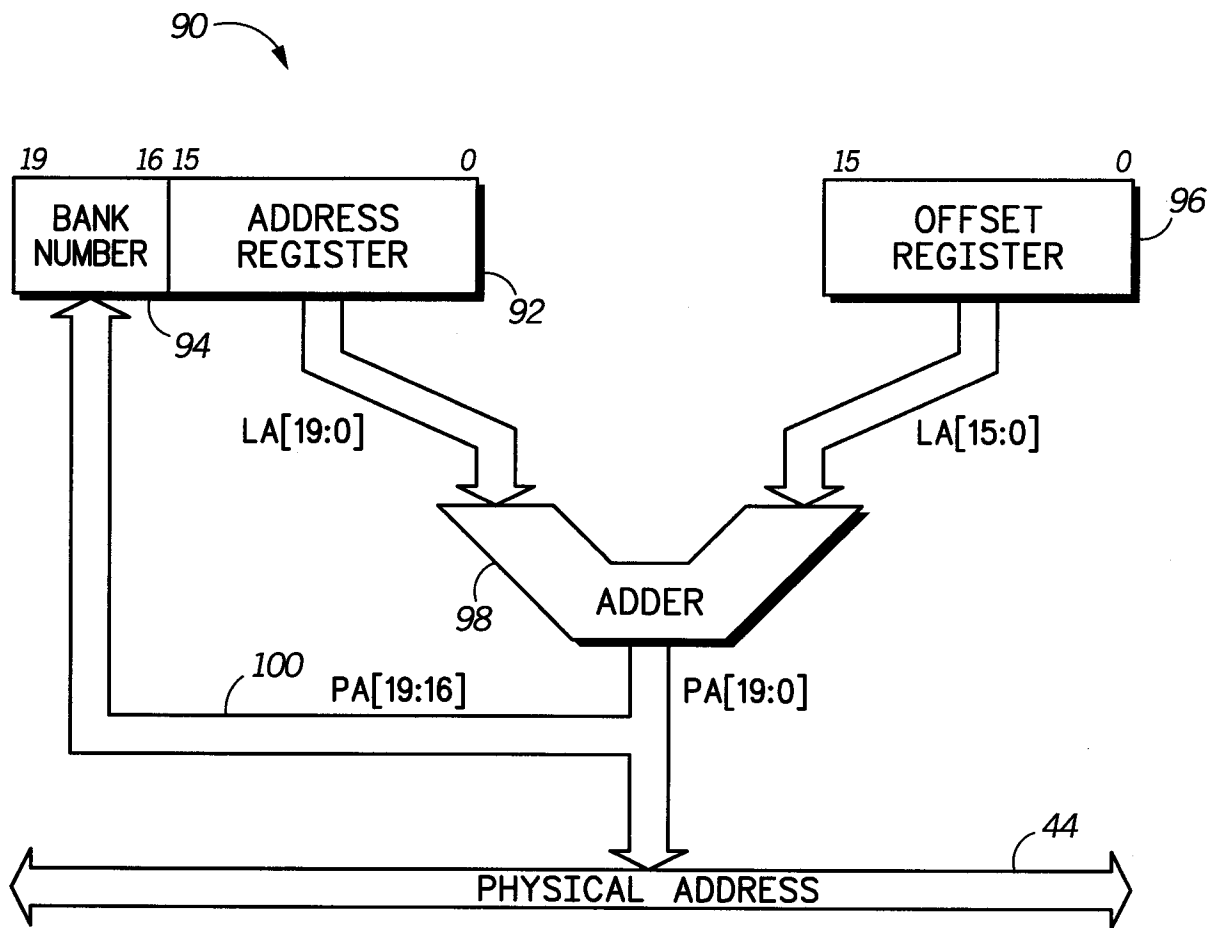 90
19 16 15 0
15 0
BANK
NUMBER
ADDRESS
REGISTER
OFFSET
REGISTER
96
92
94
LA[19:0]
LA[15:0]
ADDER
98
100
PA[19:16]
PA[19:0]
44
PHYSICAL ADDRESS